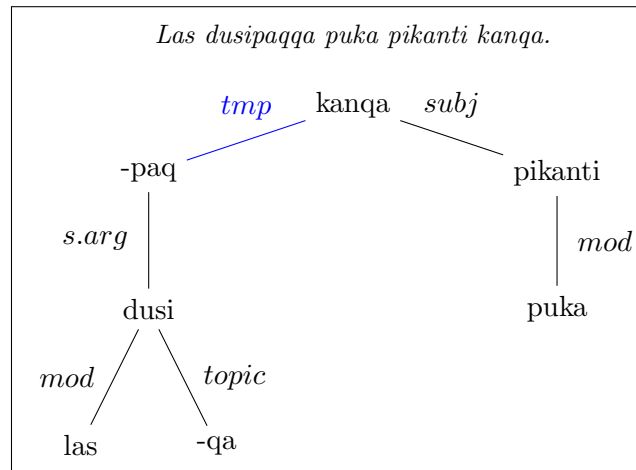 Las dusipaqqa puka pikanti kanqa.
tmp kanqa subj
-paq pikanti
s.arg mod
dusi puka
mod topic
las -qa